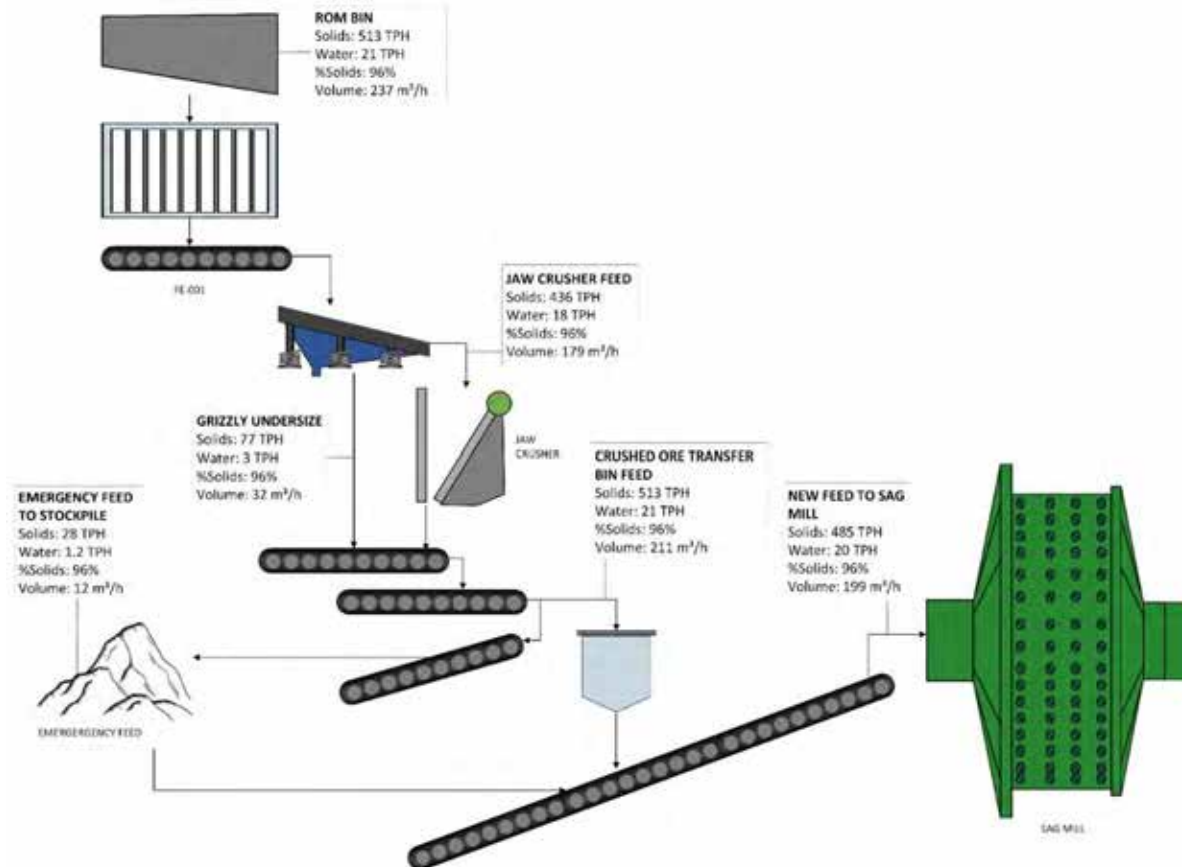 ROM BIN
Solids: 513 TPH
Water: 21 TPH
%Solids: 96%
Volume: 237 m³/h
FE-001
JAW CRUSHER FEED
Solids: 436 TPH
Water: 18 TPH
%Solids: 96%
Volume: 179 m³/h
JAW
CRUSHER
GRIZZLY UNDERSIZE
Solids: 77 TPH
Water: 3 TPH
%Solids: 96%
Volume: 32 m³/h
CRUSHED ORE TRANSFER
BIN FEED
Solids: 513 TPH
Water: 21 TPH
%Solids: 96%
Volume: 211 m³/h
EMERGENCY FEED
TO STOCKPILE
Solids: 28 TPH
Water: 1.2 TPH
%Solids: 96%
Volume: 12 m³/h
NEW FEED TO SAG
MILL
Solids: 485 TPH
Water: 20 TPH
%Solids: 96%
Volume: 199 m³/h
EMERGERGENCY FEED
SAG MILL